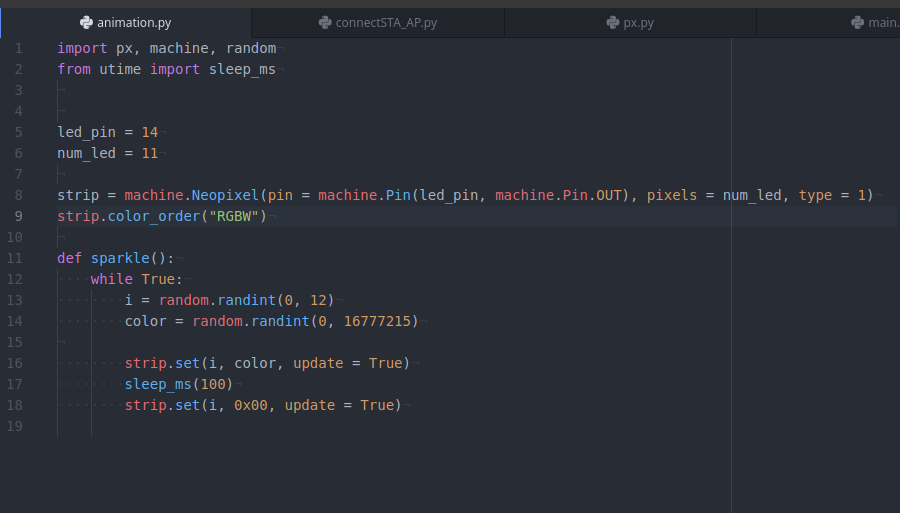 animation.py connectSTA_AP.py px.py main.
1 import px, machine, random
2 from utime import sleep_ms
3
4
5 led_pin = 14
6 num_led = 11
7
8 strip = machine.Neopixel(pin = machine.Pin(led_pin, machine.Pin.OUT), pixels = num_led, type = 1)
9 strip.color_order("RGBW")
10
11 def sparkle():
12     while True:
13         i = random.randint(0, 12)
14         color = random.randint(0, 16777215)
15
16         strip.set(i, color, update = True)
17         sleep_ms(100)
18         strip.set(i, 0x00, update = True)
19